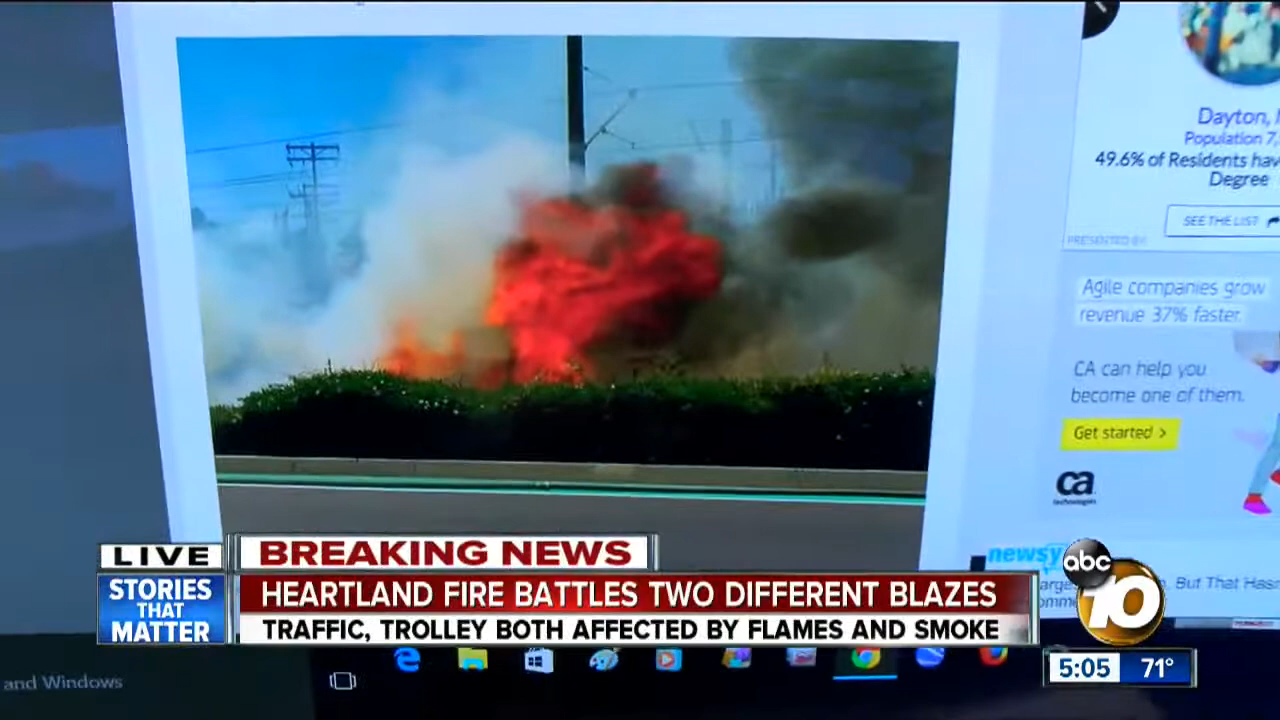 Dayton,
Population 7,
49.6% of Residents hav
Degree
SEE THE LIST
PRESENTED BY
Agile companies grow
revenue 37% faster.
CA can help you
become one of them.
Get started >
ca
technologies
newsy
But That Hasn
LIVE
BREAKING NEWS
STORIES
THAT
MATTER
HEARTLAND FIRE BATTLES TWO DIFFERENT BLAZES
TRAFFIC, TROLLEY BOTH AFFECTED BY FLAMES AND SMOKE
abc
10
5:05 71°
and Windows